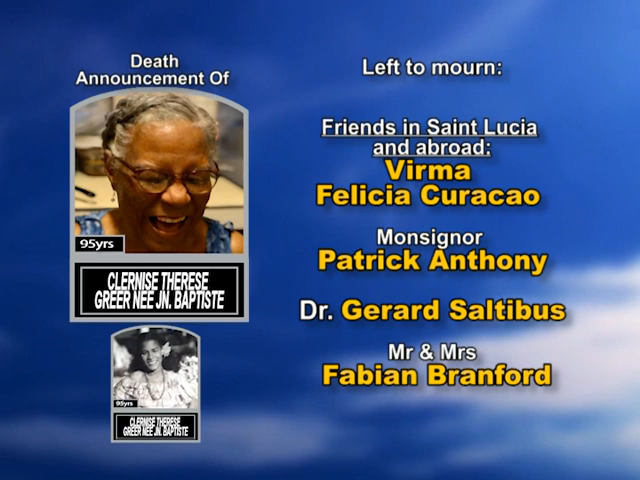 Death
Announcement Of
95yrs
CLERNISE THERESE
GREER NEE JN. BAPTISTE
95yrs
CLERNISE THERESE
GREER NEE JN. BAPTISTE
Left to mourn:
Friends in Saint Lucia
and abroad:
Virma
Felicia Curacao
Monsignor
Patrick Anthony
Dr. Gerard Saltibus
Mr & Mrs
Fabian Branford